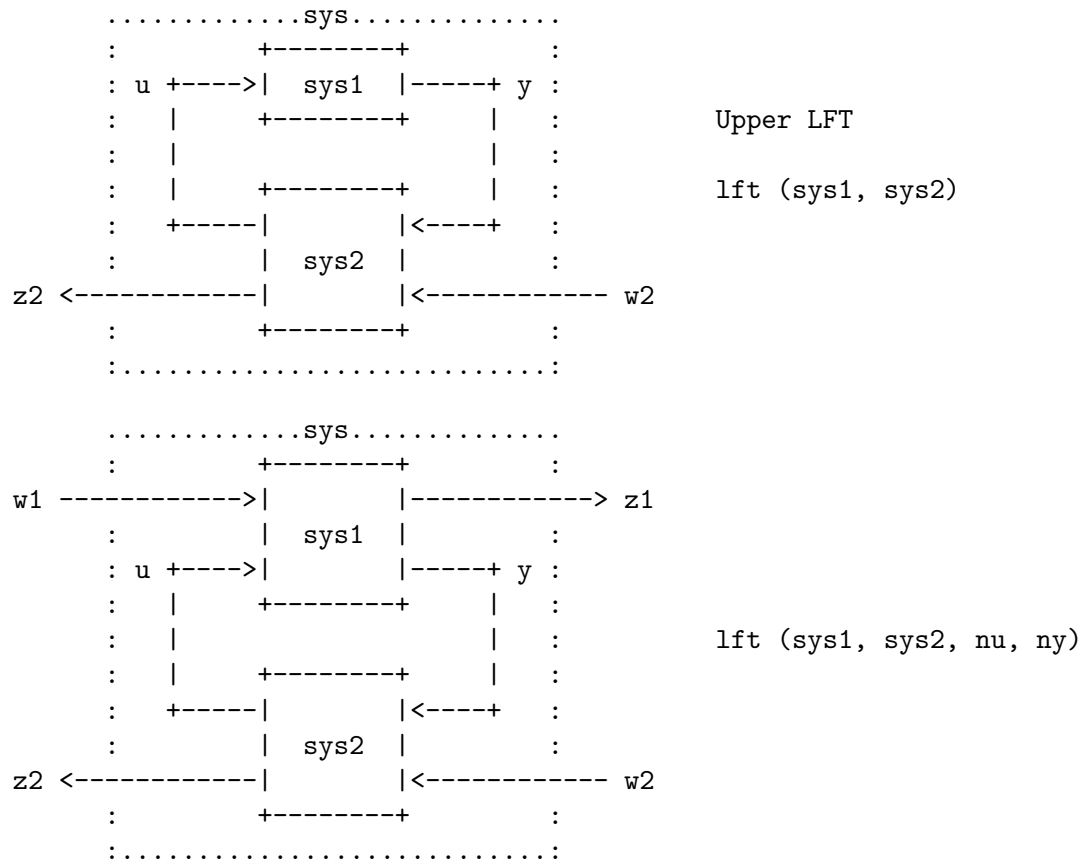 .............sys..............
:         +--------+         :
: u +---->|  sys1  |-----+ y :
:   |     +--------+     |   :        Upper LFT
:   |                    |   :
:   |     +--------+     |   :        lft (sys1, sys2)
:   +-----|        |<----+   :
:         |  sys2  |         :
z2 <------------|        |<------------ w2
:         +--------+         :
:............................:
.............sys..............
:         +--------+         :
w1 ------------>|        |------------> z1
:         |  sys1  |         :
: u +---->|        |-----+ y :
:   |     +--------+     |   :
:   |                    |   :        lft (sys1, sys2, nu, ny)
:   |     +--------+     |   :
:   +-----|        |<----+   :
:         |  sys2  |         :
z2 <------------|        |<------------ w2
:         +--------+         :
:............................: